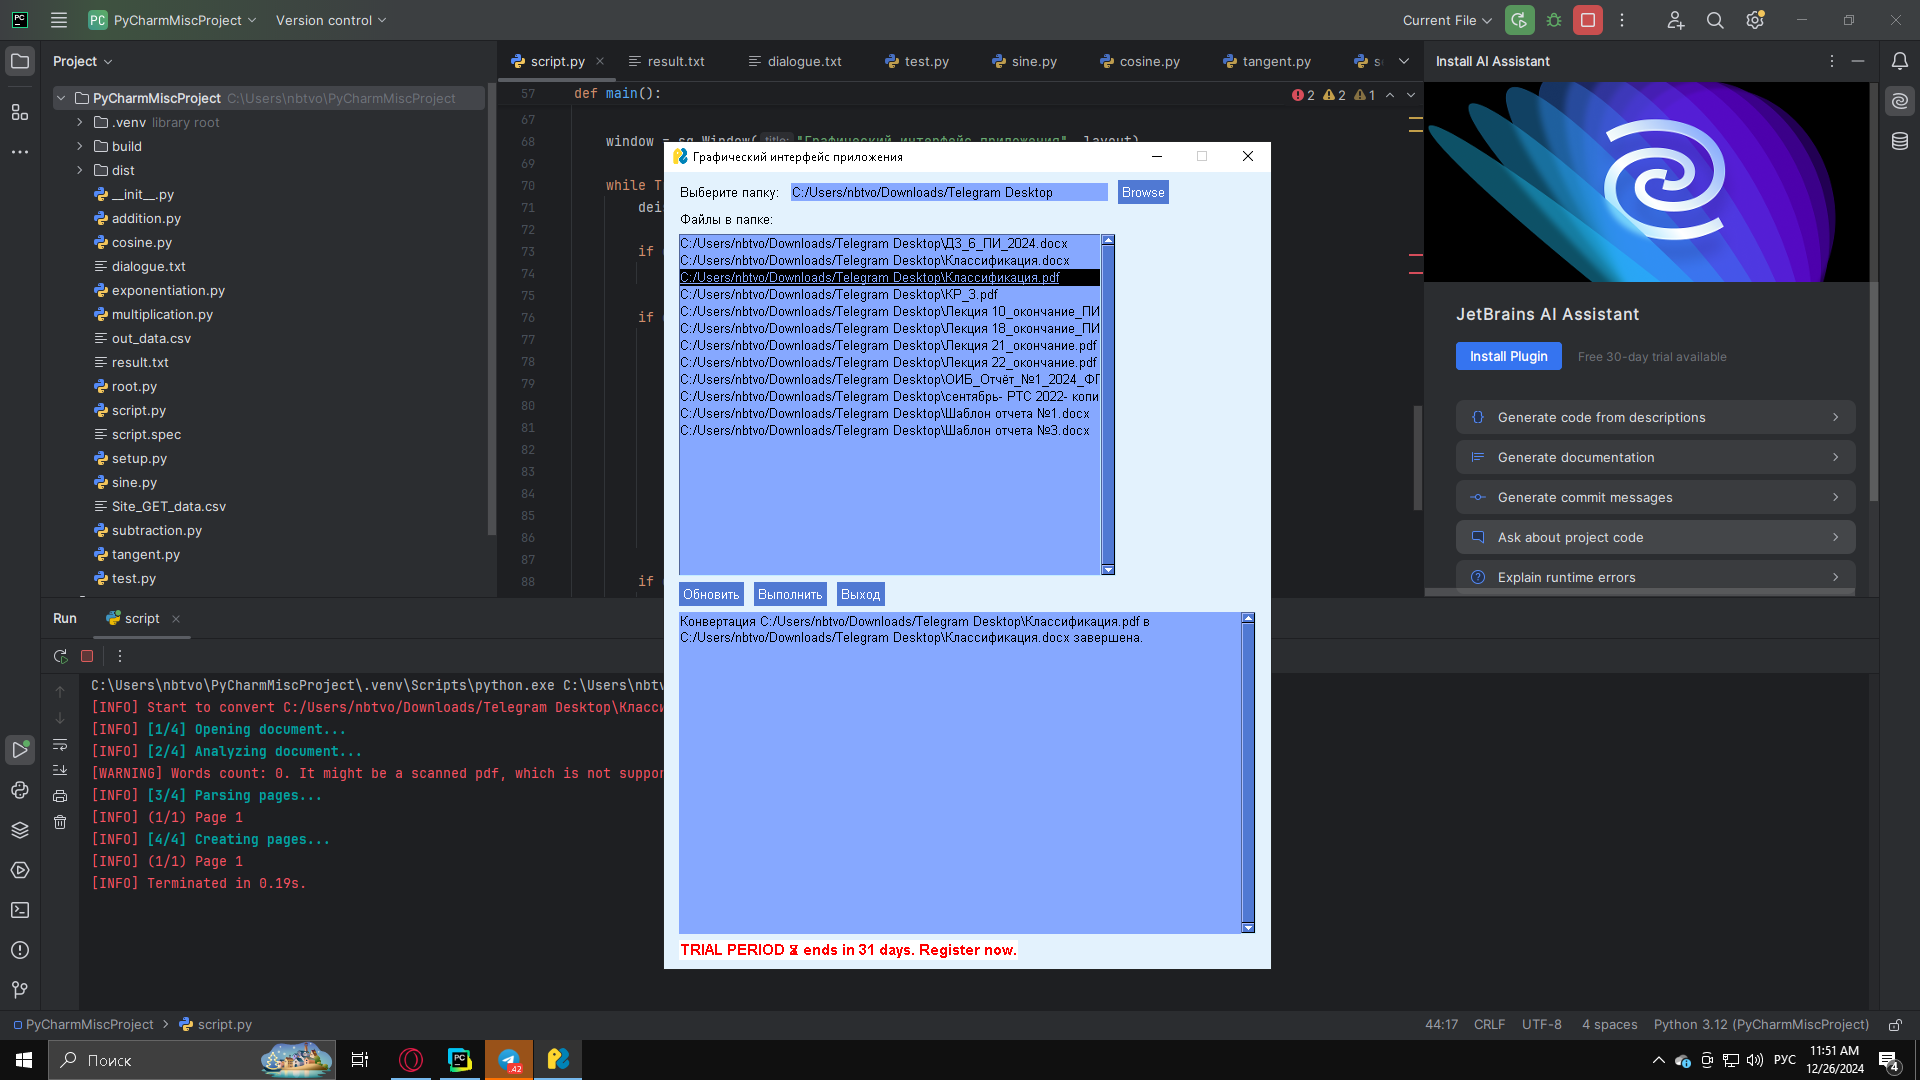 PC
PC
PyCharmMiscProject
Version control
Current File
Project
PyCharmMiscProject C:\Users\nbtvo\PyCharmMiscProject
.venv library root
build
dist
__init__.py
addition.py
cosine.py
dialogue.txt
exponentiation.py
multiplication.py
out_data.csv
result.txt
root.py
script.py
script.spec
setup.py
sine.py
Site_GET_data.csv
subtraction.py
tangent.py
test.py
script.py
result.txt
dialogue.txt
test.py
sine.py
cosine.py
tangent.py
57 def main():
2 2 1
67
68 window = sg.Window( title: "Графический интерфейс приложения", layout)
69
70 while T
71 dei
72
73 if
74
75
76 if
77
78
79
80
81
82
83
84
85
86
87
88 if
Графический интерфейс приложения
Выберите папку: C:/Users/nbtvo/Downloads/Telegram Desktop Browse
Файлы в папке:
C:/Users/nbtvo/Downloads/Telegram Desktop\ДЗ_6_ПИ_2024.docx
C:/Users/nbtvo/Downloads/Telegram Desktop\Классификация.docx
C:/Users/nbtvo/Downloads/Telegram Desktop\Классификация.pdf
C:/Users/nbtvo/Downloads/Telegram Desktop\КР_3.pdf
C:/Users/nbtvo/Downloads/Telegram Desktop\Лекция 10_окончание_ПИ
C:/Users/nbtvo/Downloads/Telegram Desktop\Лекция 18_окончание_ПИ
C:/Users/nbtvo/Downloads/Telegram Desktop\Лекция 21_окончание.pdf
C:/Users/nbtvo/Downloads/Telegram Desktop\Лекция 22_окончание.pdf
C:/Users/nbtvo/Downloads/Telegram Desktop\ОИБ_Отчёт_№1_2024_ФГ
C:/Users/nbtvo/Downloads/Telegram Desktop\сентябрь- РТС 2022- копи
C:/Users/nbtvo/Downloads/Telegram Desktop\Шаблон отчета №1.docx
C:/Users/nbtvo/Downloads/Telegram Desktop\Шаблон отчета №3.docx
Обновить Выполнить Выход
Конвертация C:/Users/nbtvo/Downloads/Telegram Desktop\Классификация.pdf в
C:/Users/nbtvo/Downloads/Telegram Desktop\Классификация.docx завершена.
TRIAL PERIOD ⌛ ends in 31 days. Register now.
Install AI Assistant
JetBrains AI Assistant
Install Plugin Free 30-day trial available
Generate code from descriptions
Generate documentation
Generate commit messages
Ask about project code
Explain runtime errors
Run script
C:\Users\nbtvo\PyCharmMiscProject\.venv\Scripts\python.exe C:\Users\nbtv
[INFO] Start to convert C:/Users/nbtvo/Downloads/Telegram Desktop\Класси
[INFO] [1/4] Opening document...
[INFO] [2/4] Analyzing document...
[WARNING] Words count: 0. It might be a scanned pdf, which is not suppor
[INFO] [3/4] Parsing pages...
[INFO] (1/1) Page 1
[INFO] [4/4] Creating pages...
[INFO] (1/1) Page 1
[INFO] Terminated in 0.19s.
PyCharmMiscProject > script.py
44:17 CRLF UTF-8 4 spaces Python 3.12 (PyCharmMiscProject)
Поиск
PC
.42
РУС
11:51 AM
12/26/2024
4